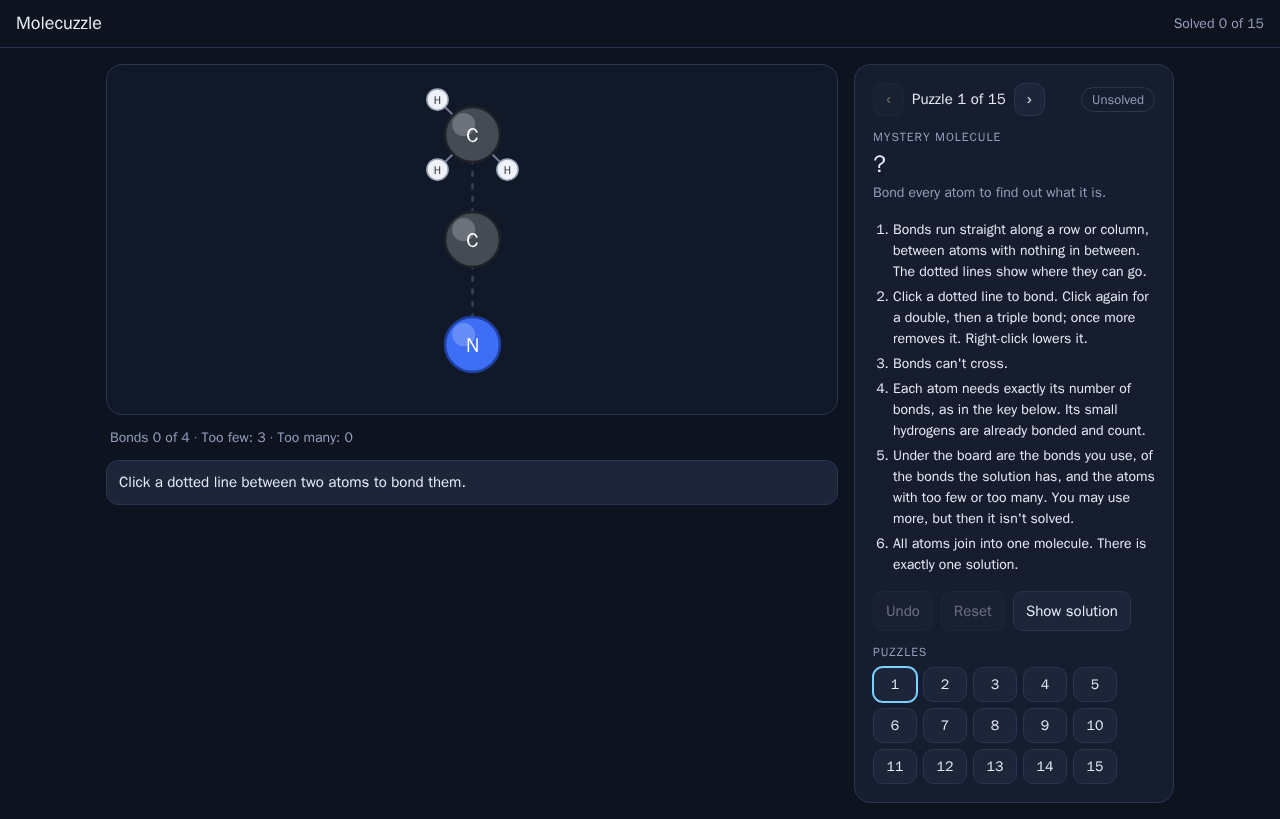 Molecuzzle
Solved 0 of 15
H
C
H
H
C
N
Bonds 0 of 4 · Too few: 3 · Too many: 0
Click a dotted line between two atoms to bond them.
‹
Puzzle 1 of 15
›
Unsolved
MYSTERY MOLECULE
?
Bond every atom to find out what it is.
1. Bonds run straight along a row or column,
between atoms with nothing in between.
The dotted lines show where they can go.
2. Click a dotted line to bond. Click again for
a double, then a triple bond; once more
removes it. Right-click lowers it.
3. Bonds can't cross.
4. Each atom needs exactly its number of
bonds, as in the key below. Its small
hydrogens are already bonded and count.
5. Under the board are the bonds you use, of
the bonds the solution has, and the atoms
with too few or too many. You may use
more, but then it isn't solved.
6. All atoms join into one molecule. There is
exactly one solution.
Undo Reset Show solution
PUZZLES
1 2 3 4 5
6 7 8 9 10
11 12 13 14 15